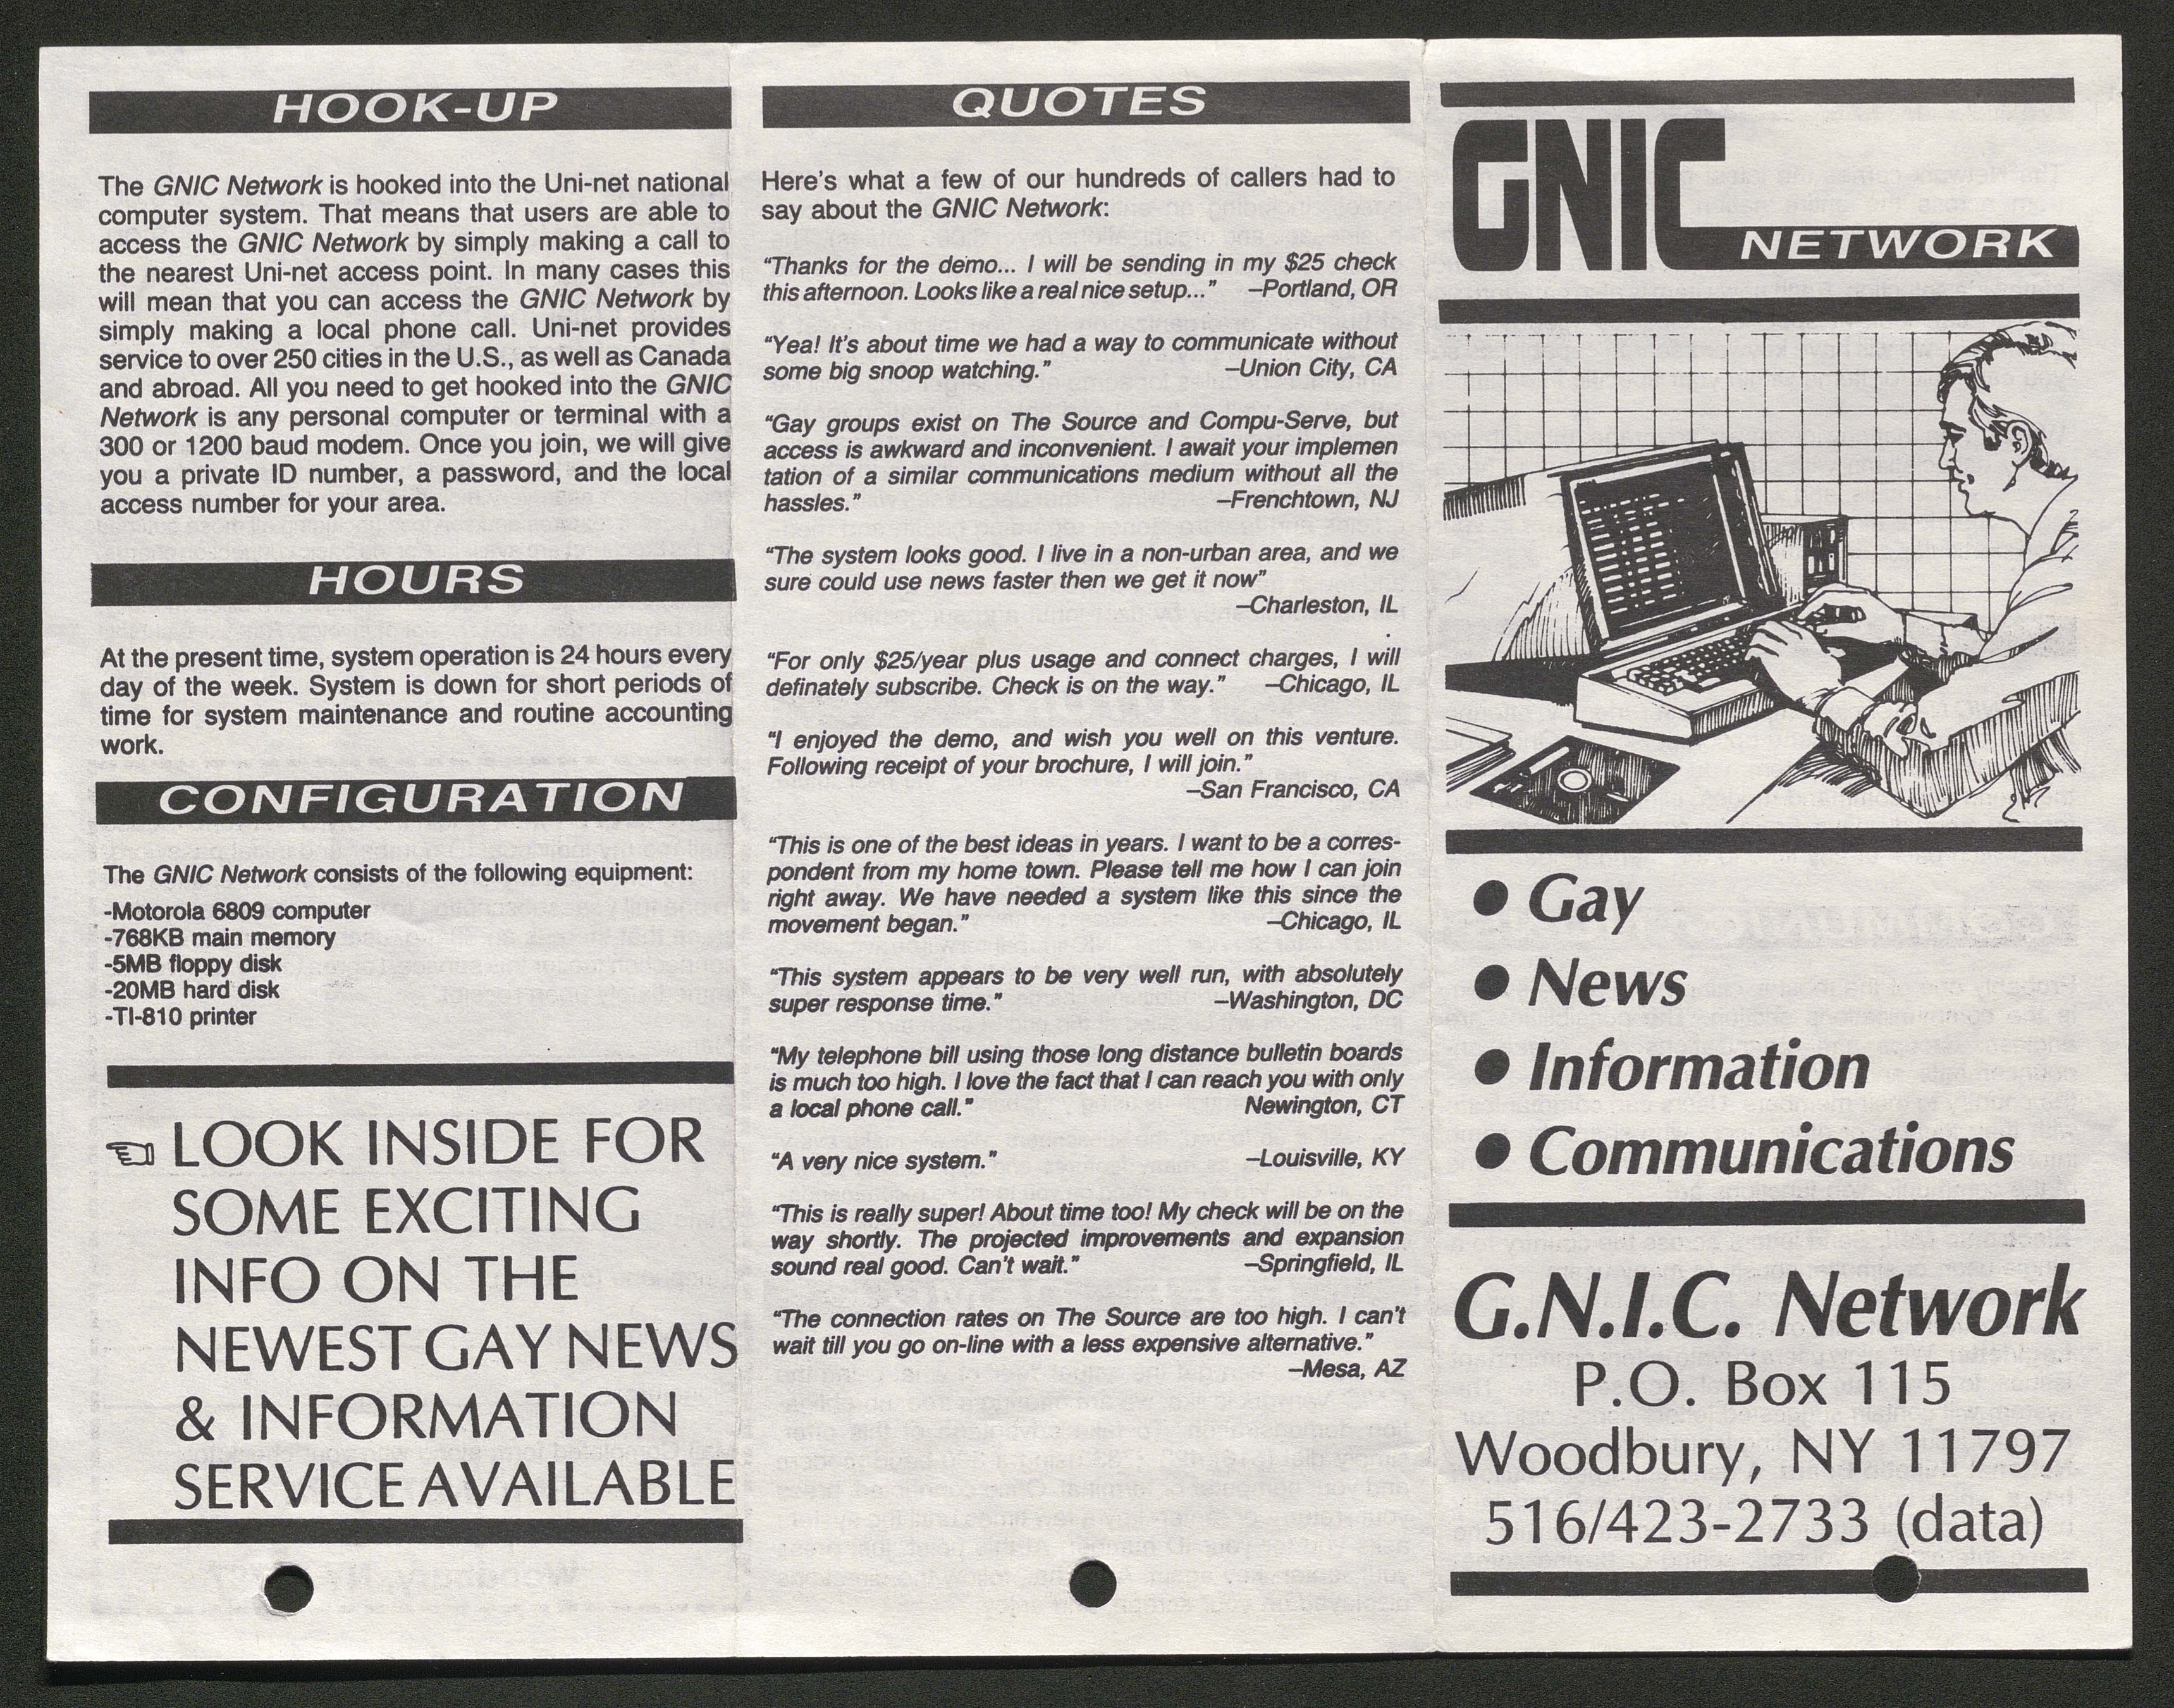 HOOK-UP
The GNIC Network is hooked into the Uni-net national
computer system. That means that users are able to
access the GNIC Network by simply making a call to
the nearest Uni-net access point. In many cases this
will mean that you can access the GNIC Network by
simply making a local phone call. Uni-net provides
service to over 250 cities in the U.S., as well as Canada
and abroad. All you need to get hooked into the GNIC
Network is any personal computer or terminal with a
300 or 1200 baud modem. Once you join, we will give
you a private ID number, a password, and the local
access number for your area.
HOURS
At the present time, system operation is 24 hours every
day of the week. System is down for short periods of
time for system maintenance and routine accounting
work.
CONFIGURATION
The GNIC Network consists of the following equipment:
-Motorola 6809 computer
-768KB main memory
-5MB floppy disk
-20MB hard disk
-TI-810 printer
LOOK INSIDE FOR
SOME EXCITING
INFO ON THE
NEWEST GAY NEWS
& INFORMATION
SERVICE AVAILABLE
QUOTES
Here's what a few of our hundreds of callers had to
say about the GNIC Network:
"Thanks for the demo... I will be sending in my $25 check
this afternoon. Looks like a real nice setup..." –Portland, OR
"Yea! It's about time we had a way to communicate without
some big snoop watching." –Union City, CA
"Gay groups exist on The Source and Compu-Serve, but
access is awkward and inconvenient. I await your implemen
tation of a similar communications medium without all the
hassles." –Frenchtown, NJ
"The system looks good. I live in a non-urban area, and we
sure could use news faster then we get it now"
–Charleston, IL
"For only $25/year plus usage and connect charges, I will
definately subscribe. Check is on the way." –Chicago, IL
"I enjoyed the demo, and wish you well on this venture.
Following receipt of your brochure, I will join."
–San Francisco, CA
"This is one of the best ideas in years. I want to be a corres-
pondent from my home town. Please tell me how I can join
right away. We have needed a system like this since the
movement began." –Chicago, IL
"This system appears to be very well run, with absolutely
super response time." –Washington, DC
"My telephone bill using those long distance bulletin boards
is much too high. I love the fact that I can reach you with only
a local phone call." Newington, CT
"A very nice system." –Louisville, KY
"This is really super! About time too! My check will be on the
way shortly. The projected improvements and expansion
sound real good. Can't wait." –Springfield, IL
"The connection rates on The Source are too high. I can't
wait till you go on-line with a less expensive alternative."
–Mesa, AZ
GNIC
NETWORK
● Gay
● News
● Information
● Communications
G.N.I.C. Network
P.O. Box 115
Woodbury, NY 11797
516/423-2733 (data)